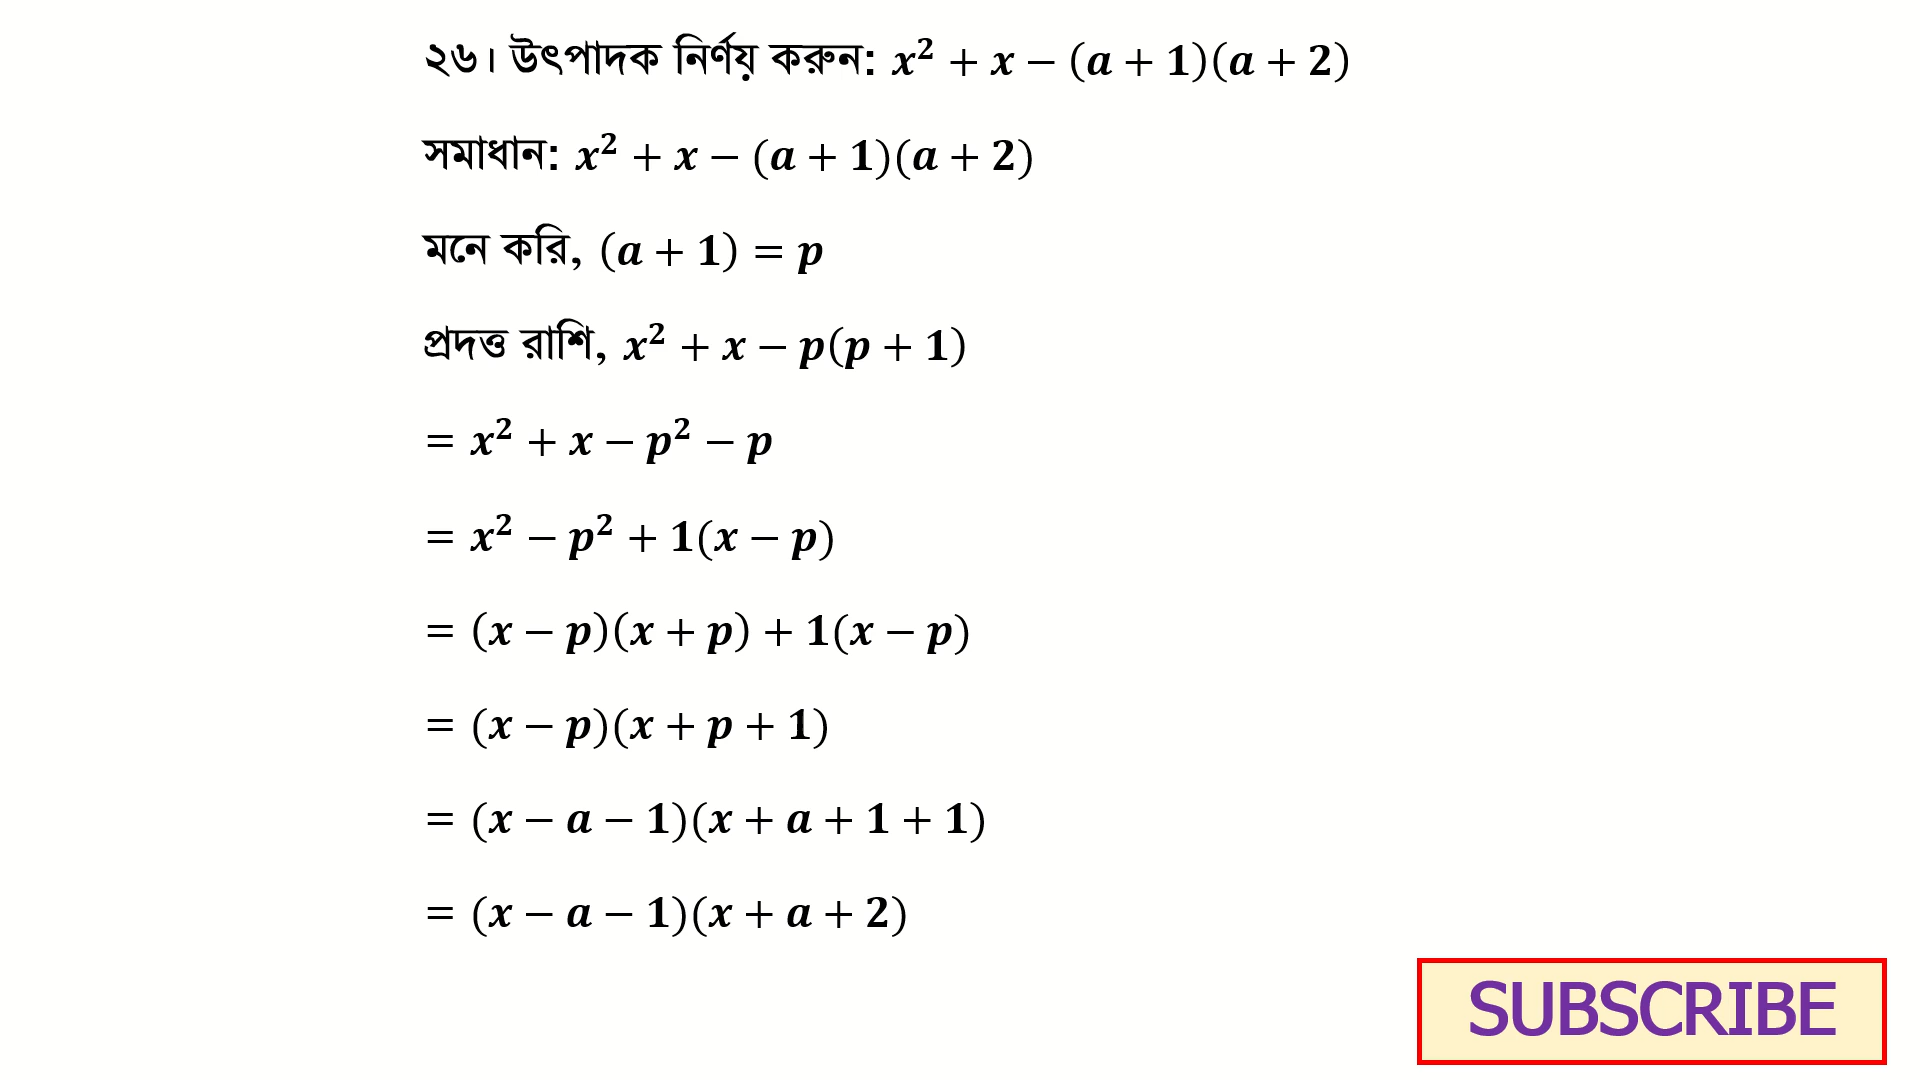 ২৬। উৎপাদক নির্ণয় করুন: x² + x − (a + 1)(a + 2)
সমাধান: x² + x − (a + 1)(a + 2)
মনে করি, (a + 1) = p
প্রদত্ত রাশি, x² + x − p(p + 1)
= x² + x − p² − p
= x² − p² + 1(x − p)
= (x − p)(x + p) + 1(x − p)
= (x − p)(x + p + 1)
= (x − a − 1)(x + a + 1 + 1)
= (x − a − 1)(x + a + 2)
SUBSCRIBE